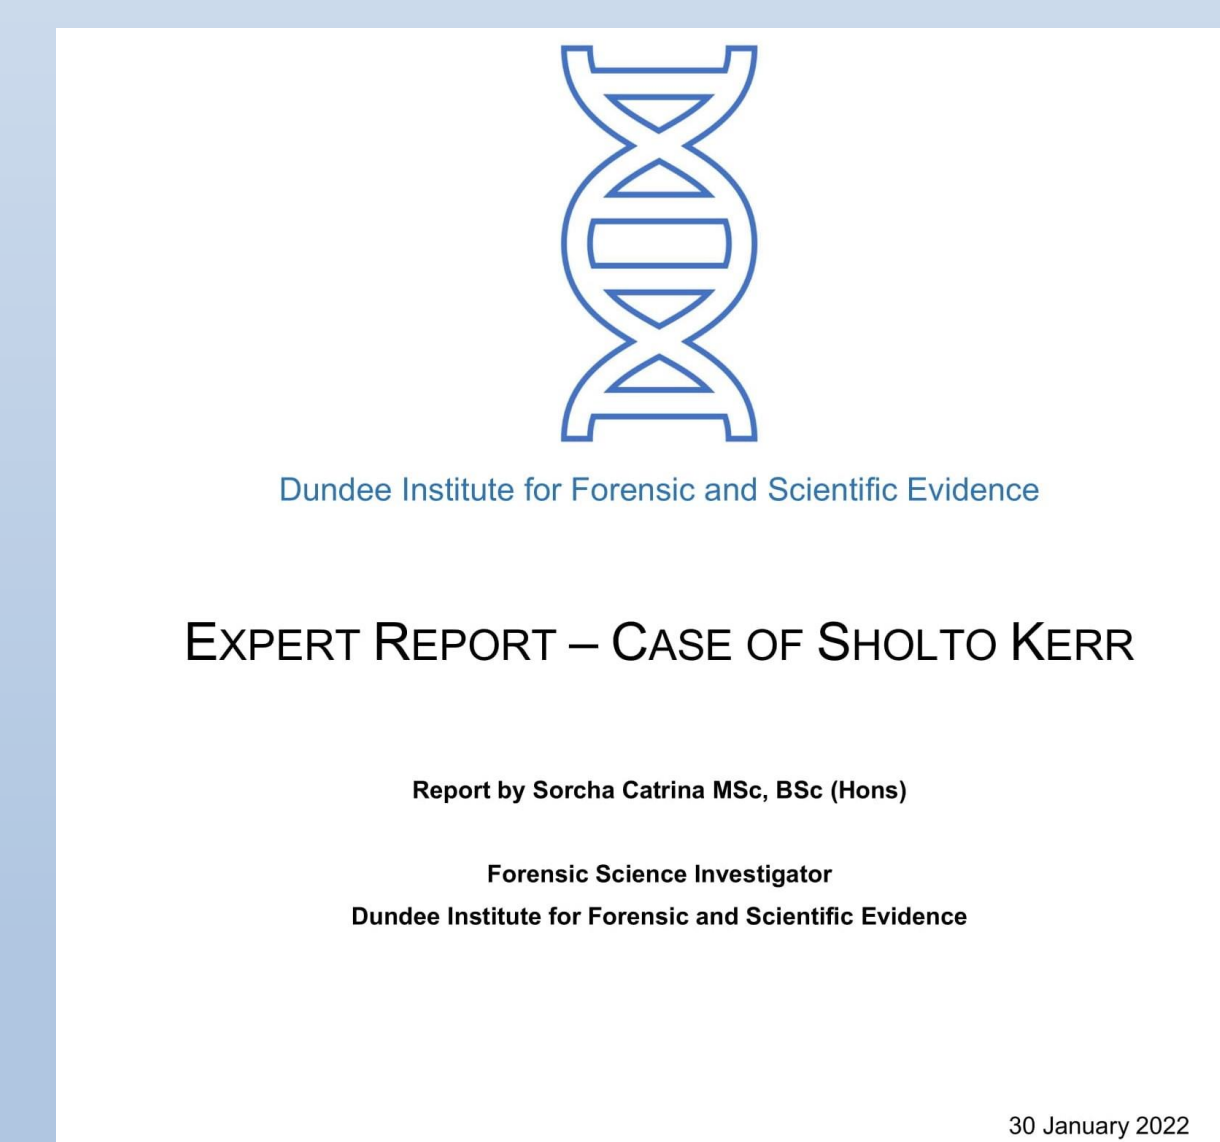 Dundee Institute for Forensic and Scientific Evidence
EXPERT REPORT – CASE OF SHOLTO KERR
Report by Sorcha Catrina MSc, BSc (Hons)
Forensic Science Investigator
Dundee Institute for Forensic and Scientific Evidence
30 January 2022